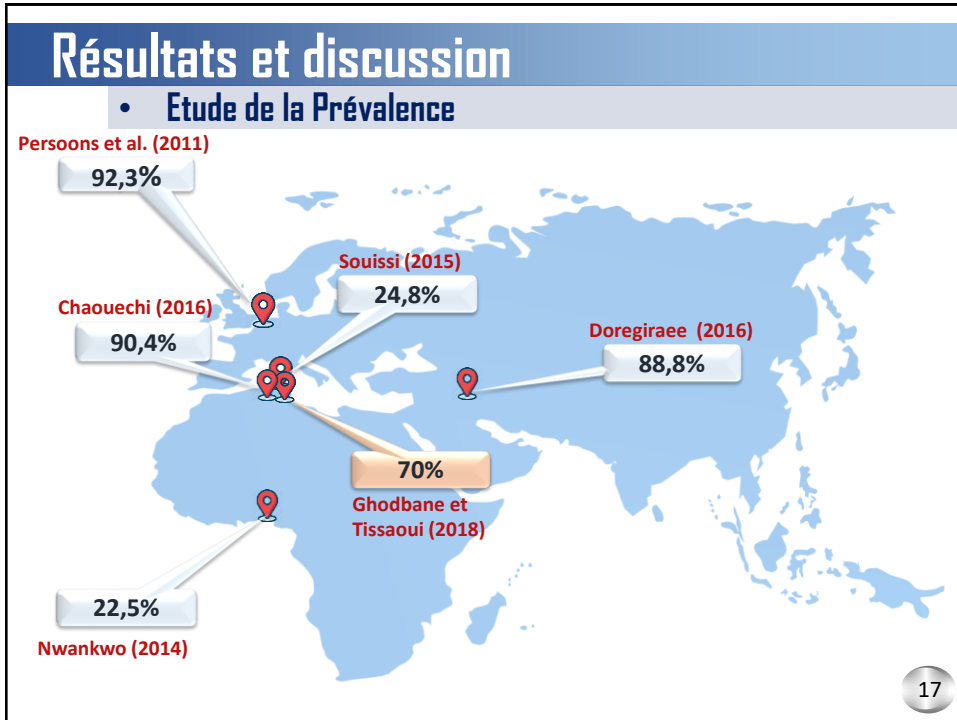 Résultats et discussion
• Etude de la Prévalence
Persoons et al. (2011)
92,3%
Souissi (2015)
24,8%
Chaouechi (2016)
90,4%
Doregiraee (2016)
88,8%
70%
Ghodbane et
Tissaoui (2018)
22,5%
Nwankwo (2014)
17